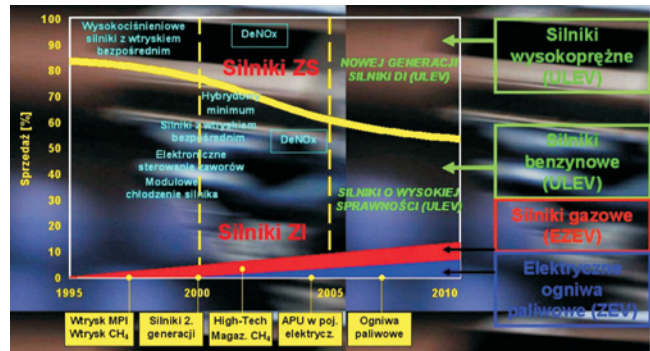 Sprzedaż [%]
100
90
80
70
60
50
40
30
20
10
0
1995
2000
2005
2010
Wysokociśnieniowe
silniki z wtryskiem
bezpośrednim
DeNOx
Silniki ZS
Hybrydowy
minimum
Silniki z wtryskiem
bezpośrednim
DeNOx
Elektroniczne
sterowanie zaworów
Modułowe
chłodzenie silnika
Silniki ZI
NOWEJ GENERACJI
SILNIKI DI (ULEV)
SILNIKI O WYSOKIEJ
SPRAWNOŚCI (ULEV)
Silniki
wysokoprężne
(ULEV)
Silniki
benzynowe
(ULEV)
Silniki gazowe
(EZEV)
Elektryczne
ogniwa
paliwowe (ZEV)
Wtrysk MPI
Wtrysk CH₄
Silniki 2.
generacji
High-Tech
Magaz. CH₄
APU w poj.
elektrycz.
Ogniwa
paliwowe